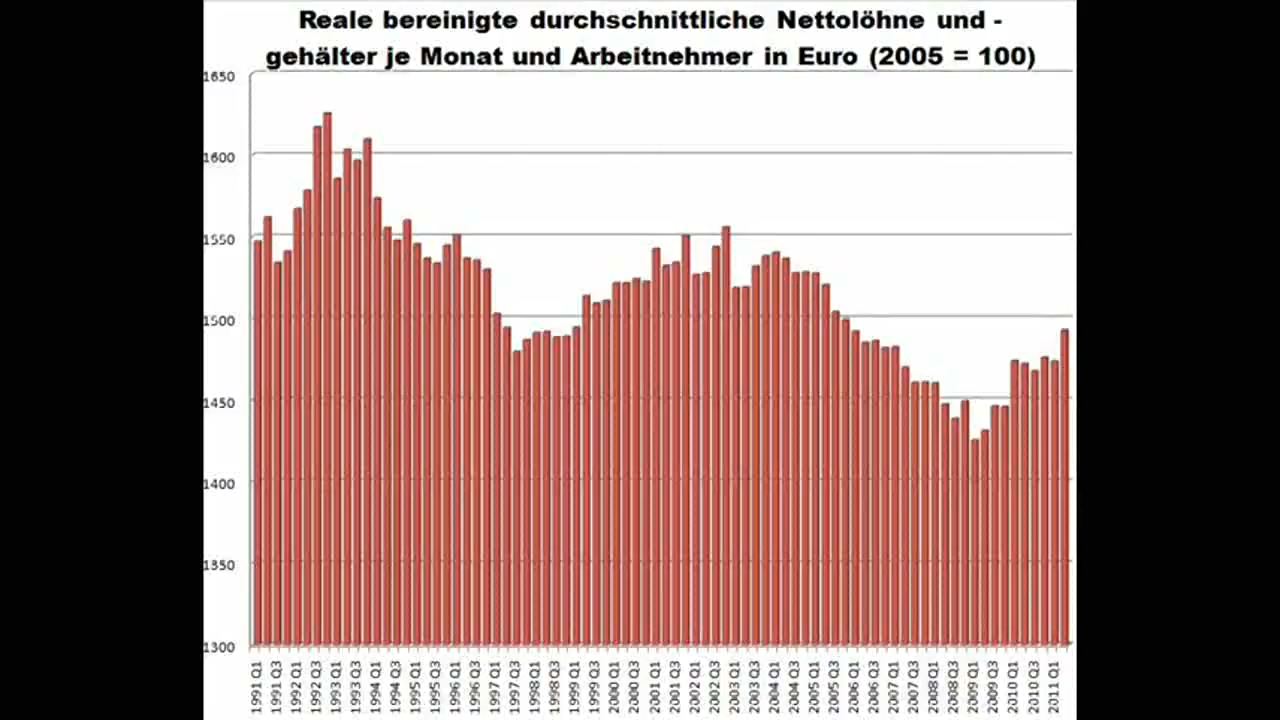 Reale bereinigte durchschnittliche Nettolöhne und -
gehälter je Monat und Arbeitnehmer in Euro (2005 = 100)
1650
1600
1550
1500
1450
1400
1350
1300
1991 Q1
1991 Q3
1992 Q1
1992 Q3
1993 Q1
1993 Q3
1994 Q1
1994 Q3
1995 Q1
1995 Q3
1996 Q1
1996 Q3
1997 Q1
1997 Q3
1998 Q1
1998 Q3
1999 Q1
1999 Q3
2000 Q1
2000 Q3
2001 Q1
2001 Q3
2002 Q1
2002 Q3
2003 Q1
2003 Q3
2004 Q1
2004 Q3
2005 Q1
2005 Q3
2006 Q1
2006 Q3
2007 Q1
2007 Q3
2008 Q1
2008 Q3
2009 Q1
2009 Q3
2010 Q1
2010 Q3
2011 Q1